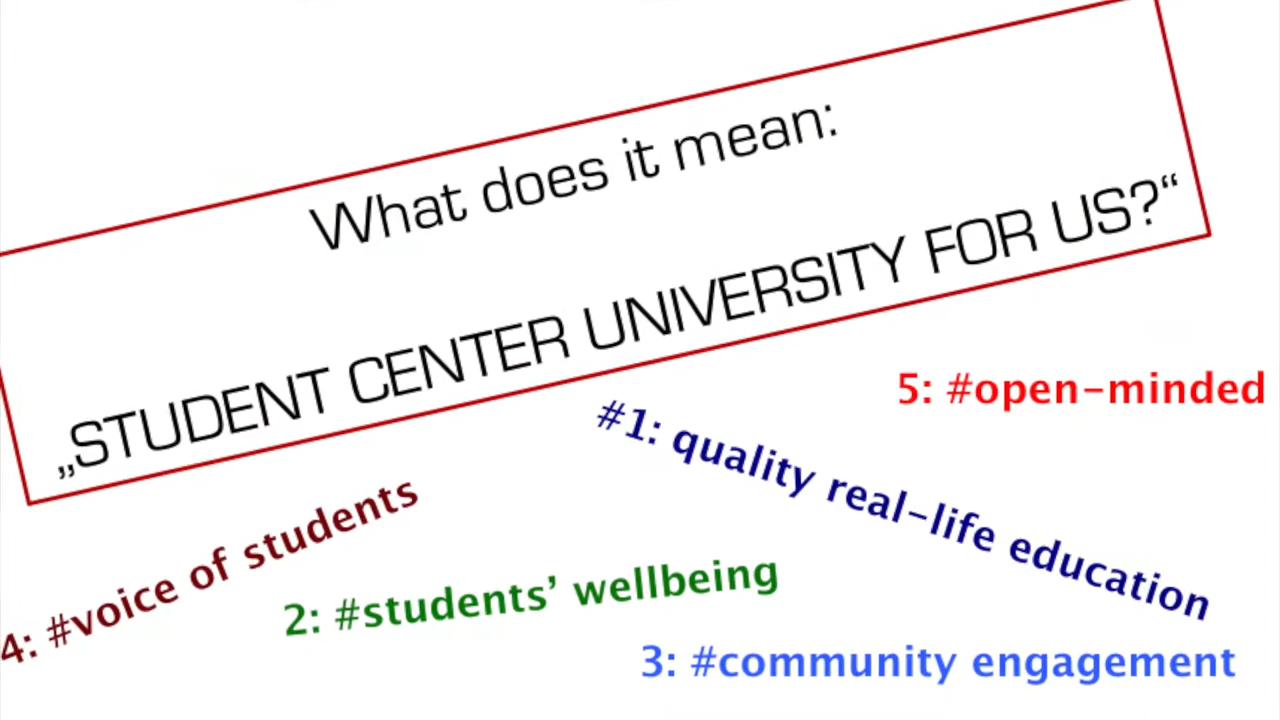 What does it mean:
„STUDENT CENTER UNIVERSITY FOR US?“
5: #open-minded
#1: quality real-life education
4: #voice of students
2: #students’ wellbeing
3: #community engagement